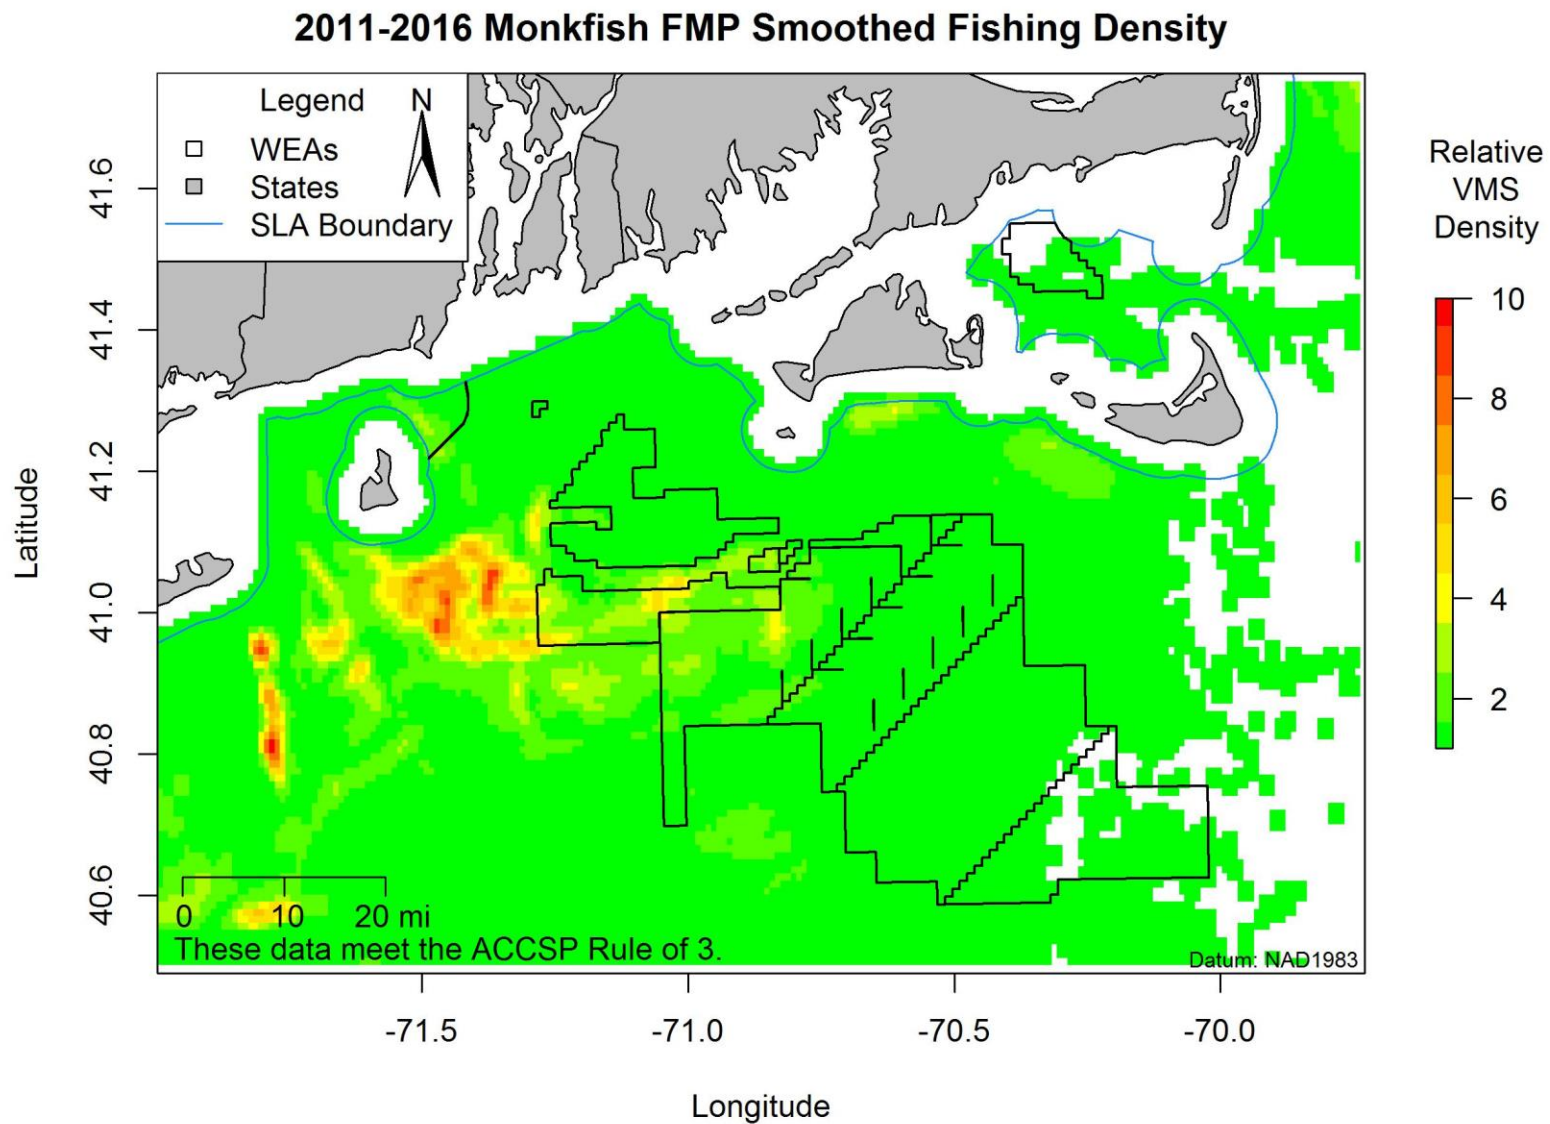 2011-2016 Monkfish FMP Smoothed Fishing Density
Legend
N
WEAs
States
SLA Boundary
Relative
VMS
Density
10
8
6
4
2
Latitude
41.6
41.4
41.2
41.0
40.8
40.6
0 10 20 mi
These data meet the ACCSP Rule of 3.
Datum: NAD1983
-71.5 -71.0 -70.5 -70.0
Longitude